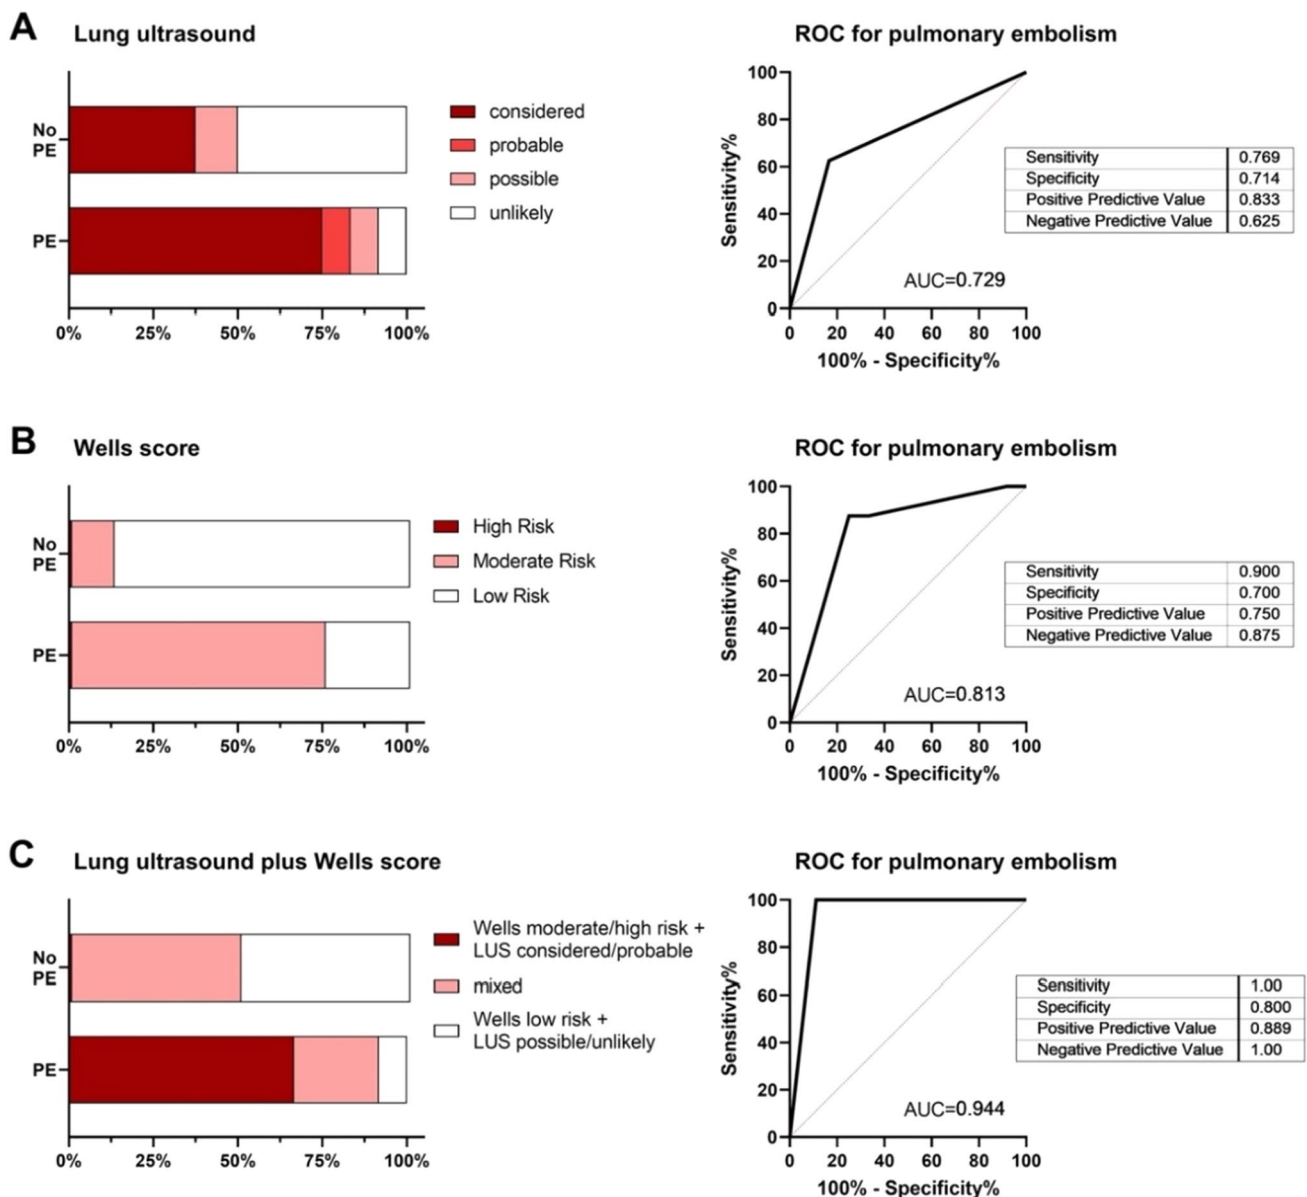 A
Lung ultrasound
No
PE
PE
0% 25% 50% 75% 100%
considered
probable
possible
unlikely
ROC for pulmonary embolism
Sensitivity%
100
80
60
40
20
0
0 20 40 60 80 100
100% - Specificity%
AUC=0.729
Sensitivity 0.769
Specificity 0.714
Positive Predictive Value 0.833
Negative Predictive Value 0.625
B
Wells score
No
PE
PE
0% 25% 50% 75% 100%
High Risk
Moderate Risk
Low Risk
ROC for pulmonary embolism
Sensitivity%
100
80
60
40
20
0
0 20 40 60 80 100
100% - Specificity%
AUC=0.813
Sensitivity 0.900
Specificity 0.700
Positive Predictive Value 0.750
Negative Predictive Value 0.875
C
Lung ultrasound plus Wells score
No
PE
PE
0% 25% 50% 75% 100%
Wells moderate/high risk +
LUS considered/probable
mixed
Wells low risk +
LUS possible/unlikely
ROC for pulmonary embolism
Sensitivity%
100
80
60
40
20
0
0 20 40 60 80 100
100% - Specificity%
AUC=0.944
Sensitivity 1.00
Specificity 0.800
Positive Predictive Value 0.889
Negative Predictive Value 1.00